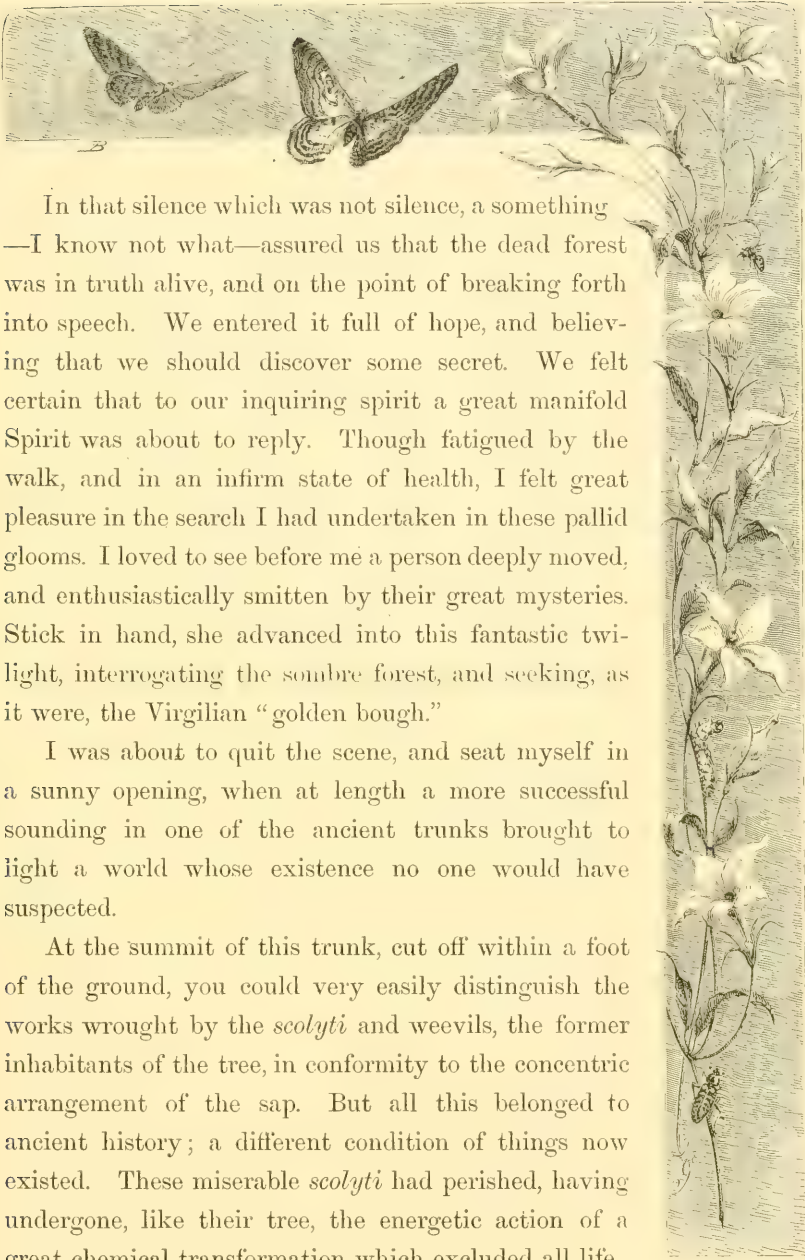 In that silence which was not silence, a something
—I know not what—assured us that the dead forest
was in truth alive, and on the point of breaking forth
into speech. We entered it full of hope, and believ-
ing that we should discover some secret. We felt
certain that to our inquiring spirit a great manifold
Spirit was about to reply. Though fatigued by the
walk, and in an infirm state of health, I felt great
pleasure in the search I had undertaken in these pallid
glooms. I loved to see before me a person deeply moved,
and enthusiastically smitten by their great mysteries.
Stick in hand, she advanced into this fantastic twi-
light, interrogating the sombre forest, and seeking, as
it were, the Virgilian “golden bough.”
I was about to quit the scene, and seat myself in
a sunny opening, when at length a more successful
sounding in one of the ancient trunks brought to
light a world whose existence no one would have
suspected.
At the summit of this trunk, cut off within a foot
of the ground, you could very easily distinguish the
works wrought by the scolyti and weevils, the former
inhabitants of the tree, in conformity to the concentric
arrangement of the sap. But all this belonged to
ancient history; a different condition of things now
existed. These miserable scolyti had perished, having
undergone, like their tree, the energetic action of a
great chemical transformation which excluded all life